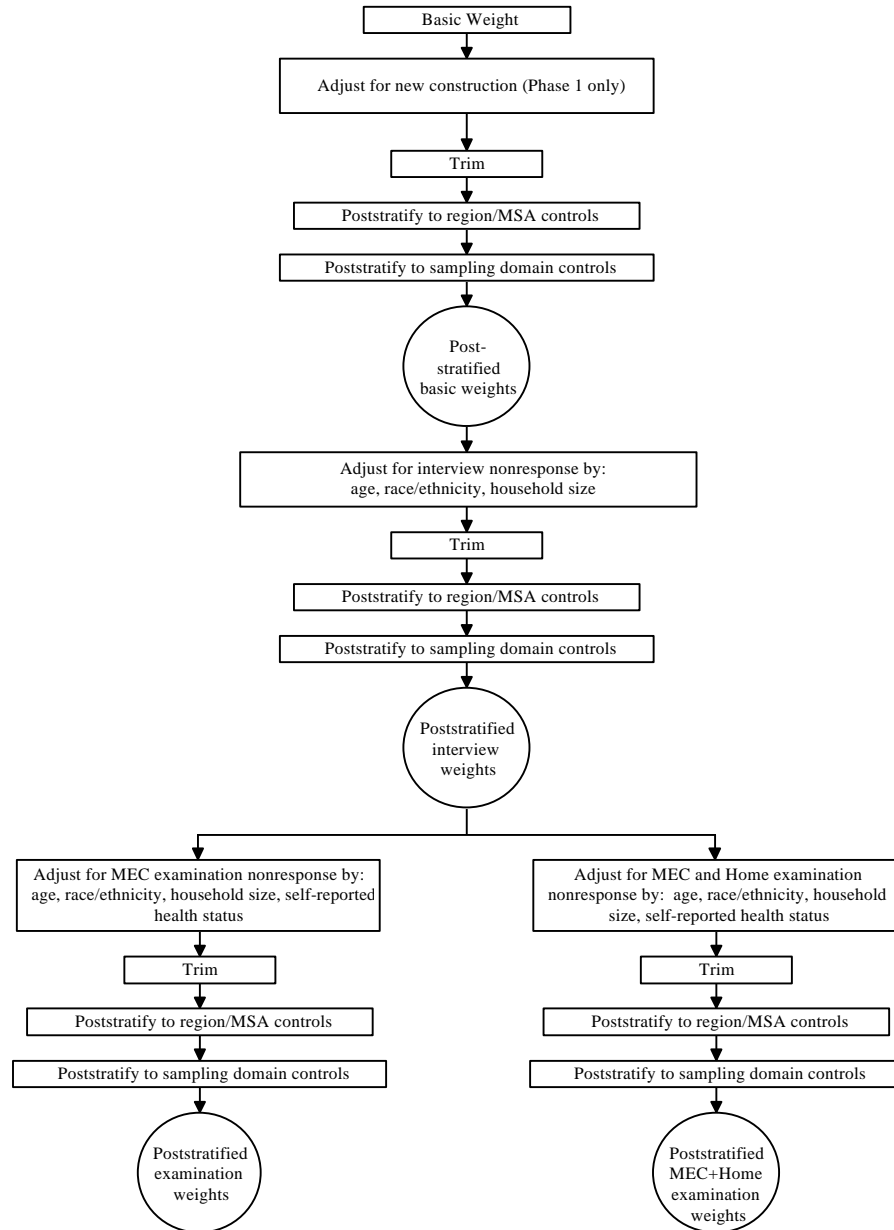 Basic Weight
Adjust for new construction (Phase 1 only)
Trim
Poststratify to region/MSA controls
Poststratify to sampling domain controls
Post-
stratified
basic weights
Adjust for interview nonresponse by:
age, race/ethnicity, household size
Trim
Poststratify to region/MSA controls
Poststratify to sampling domain controls
Poststratified
interview
weights
Adjust for MEC examination nonresponse by:
age, race/ethnicity, household size, self-reported
health status
Trim
Poststratify to region/MSA controls
Poststratify to sampling domain controls
Poststratified
examination
weights
Adjust for MEC and Home examination
nonresponse by: age, race/ethnicity, household
size, self-reported health status
Trim
Poststratify to region/MSA controls
Poststratify to sampling domain controls
Poststratified
MEC+Home
examination
weights